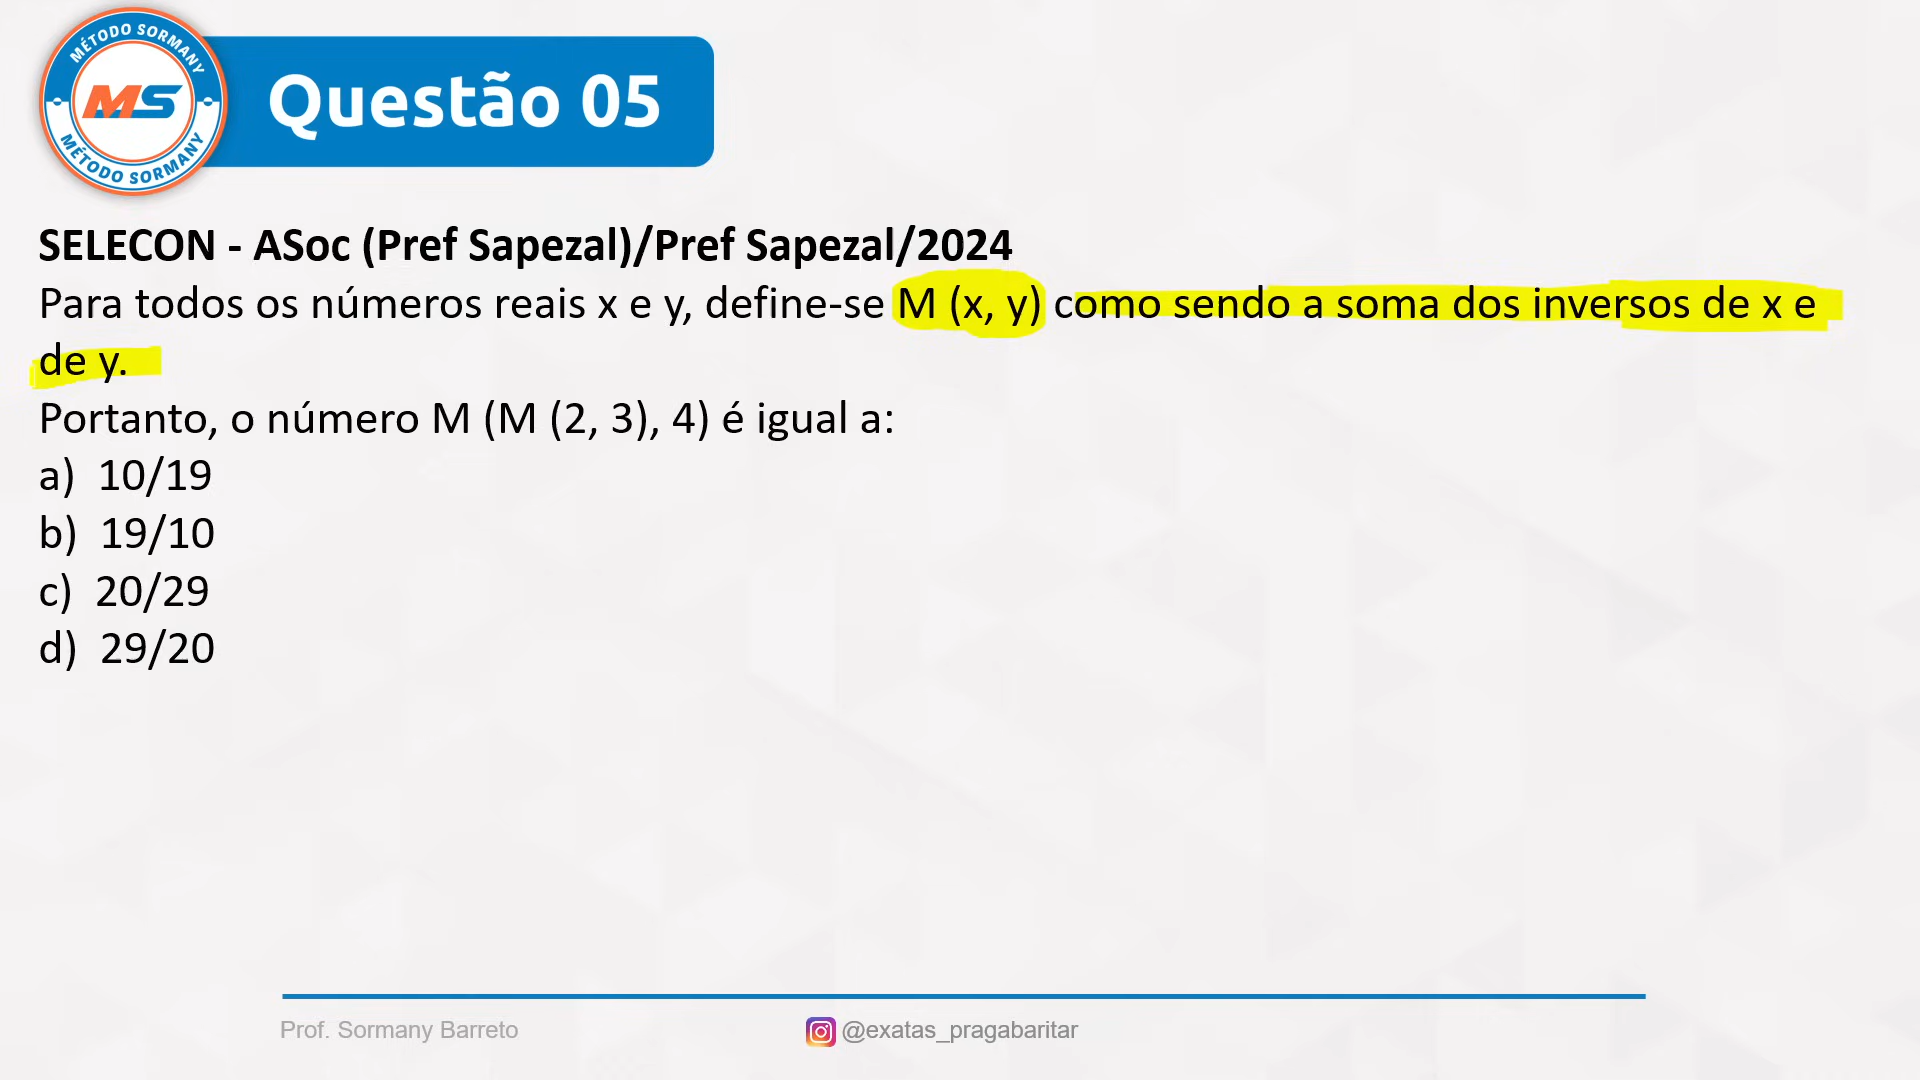 MÉTODO SORMANY
MS
MÉTODO SORMANY
Questão 05
SELECON - ASoc (Pref Sapezal)/Pref Sapezal/2024
Para todos os números reais x e y, define-se M (x, y) como sendo a soma dos inversos de x e
de y.
Portanto, o número M (M (2, 3), 4) é igual a:
a) 10/19
b) 19/10
c) 20/29
d) 29/20
Prof. Sormany Barreto
@exatas_pragabaritar